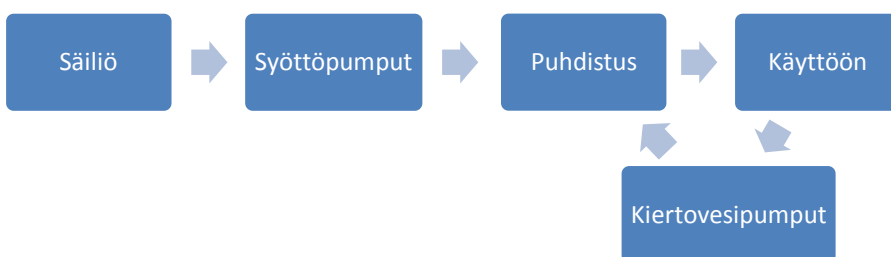 Säiliö
Syöttöpumput
Puhdistus
Käyttöön
Kiertovesipumput